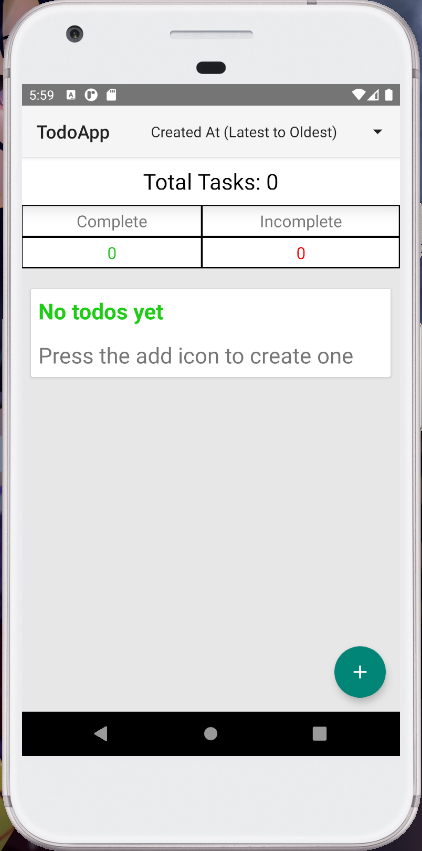 5:59
TodoApp
Created At (Latest to Oldest)
Total Tasks: 0
Complete
Incomplete
0
0
No todos yet
Press the add icon to create one
+